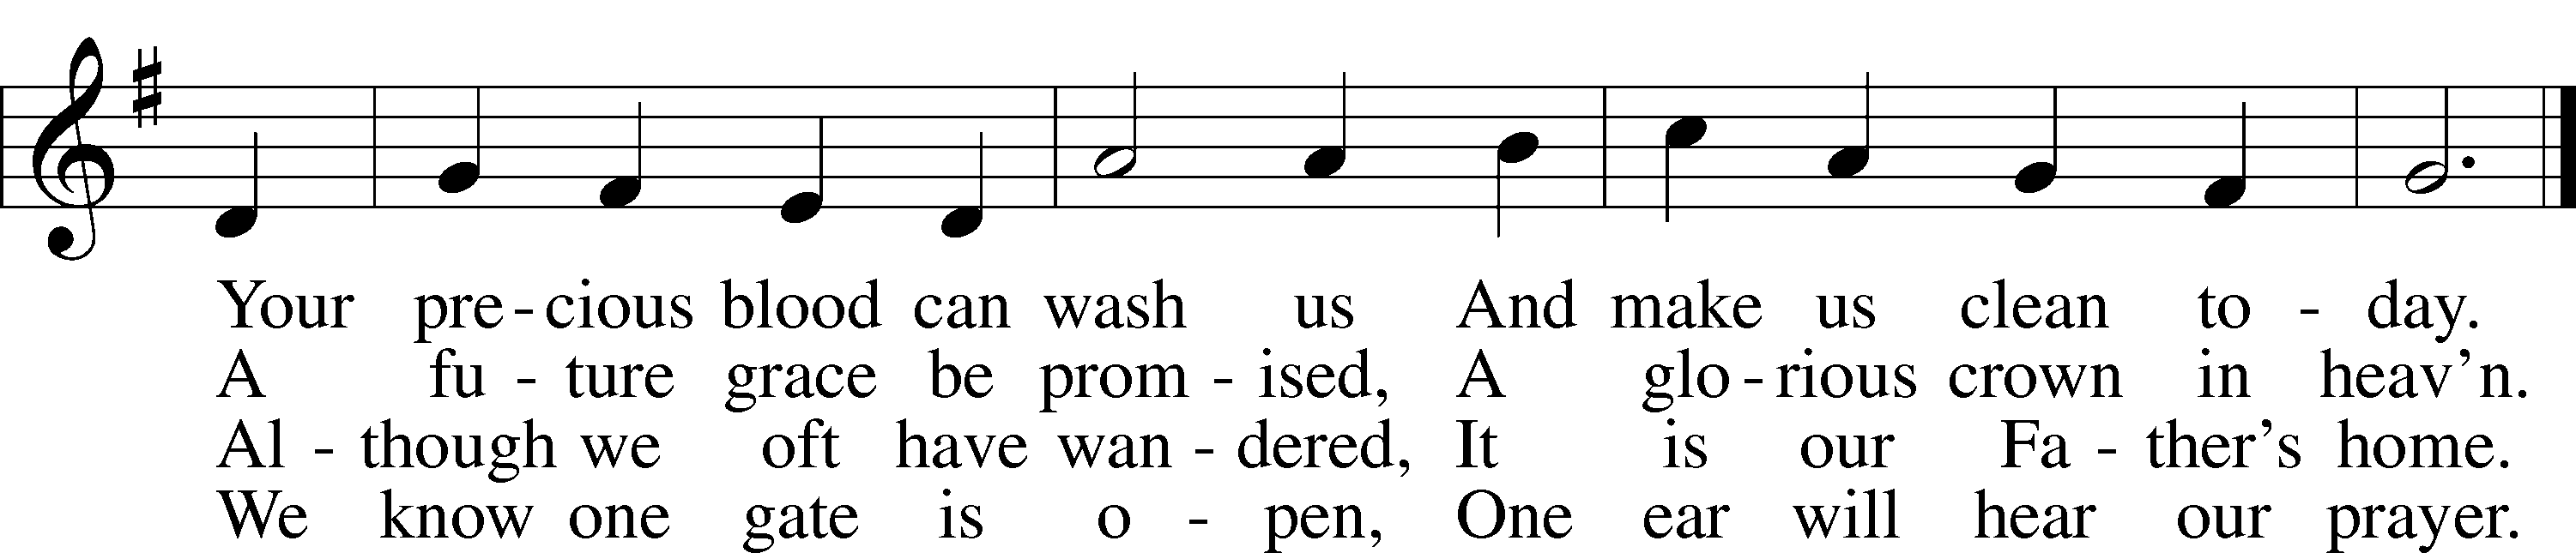 Your pre - cious blood can wash us And make us clean to - day.
A fu - ture grace be prom - ised, A glo - rious crown in heav’n.
Al - though we oft have wan - dered, It is our Fa - ther’s home.
We know one gate is o - pen, One ear will hear our prayer.